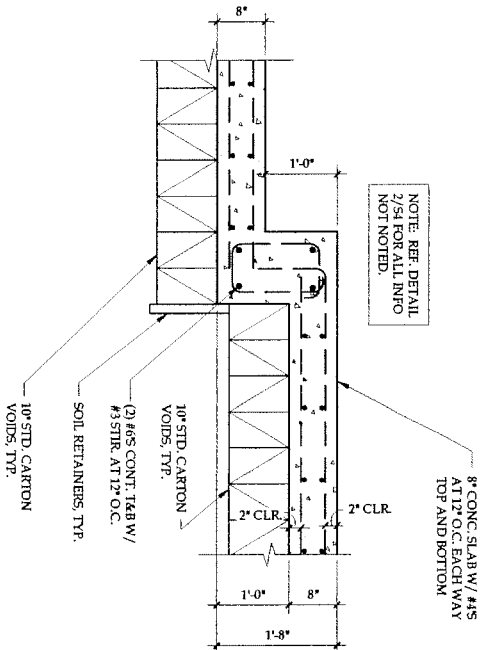 8"
1'-0"
NOTE: REF. DETAIL
2/S4 FOR ALL INFO
NOT NOTED.
8" CONC. SLAB W/ #4'S
AT 12" O.C. EACH WAY
TOP AND BOTTOM
2" CLR.
2" CLR.
1'-0"
8"
1'-8"
10" STD. CARTON
VOIDS, TYP.
(2) #6'S CONT. T&B W/
#3 STIR. AT 12" O.C.
SOIL RETAINERS, TYP.
10" STD. CARTON
VOIDS, TYP.